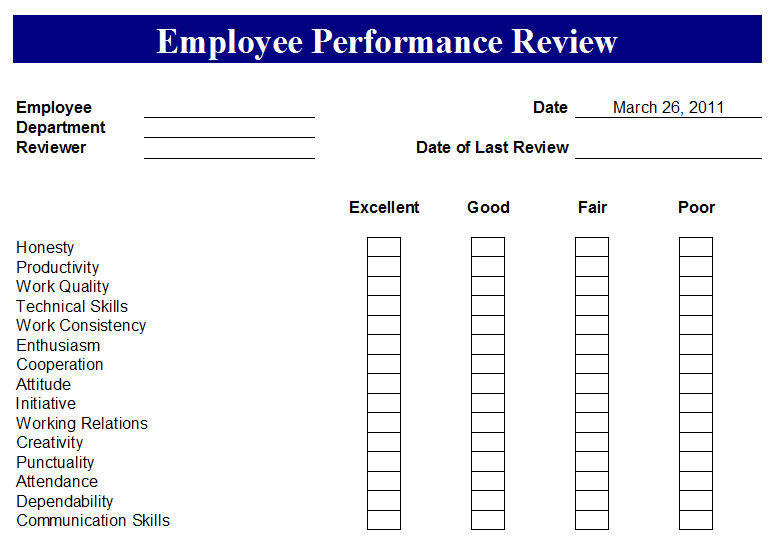 Employee Performance Review
Employee Date March 26, 2011
Department
Reviewer Date of Last Review
Excellent Good Fair Poor
Honesty
Productivity
Work Quality
Technical Skills
Work Consistency
Enthusiasm
Cooperation
Attitude
Initiative
Working Relations
Creativity
Punctuality
Attendance
Dependability
Communication Skills